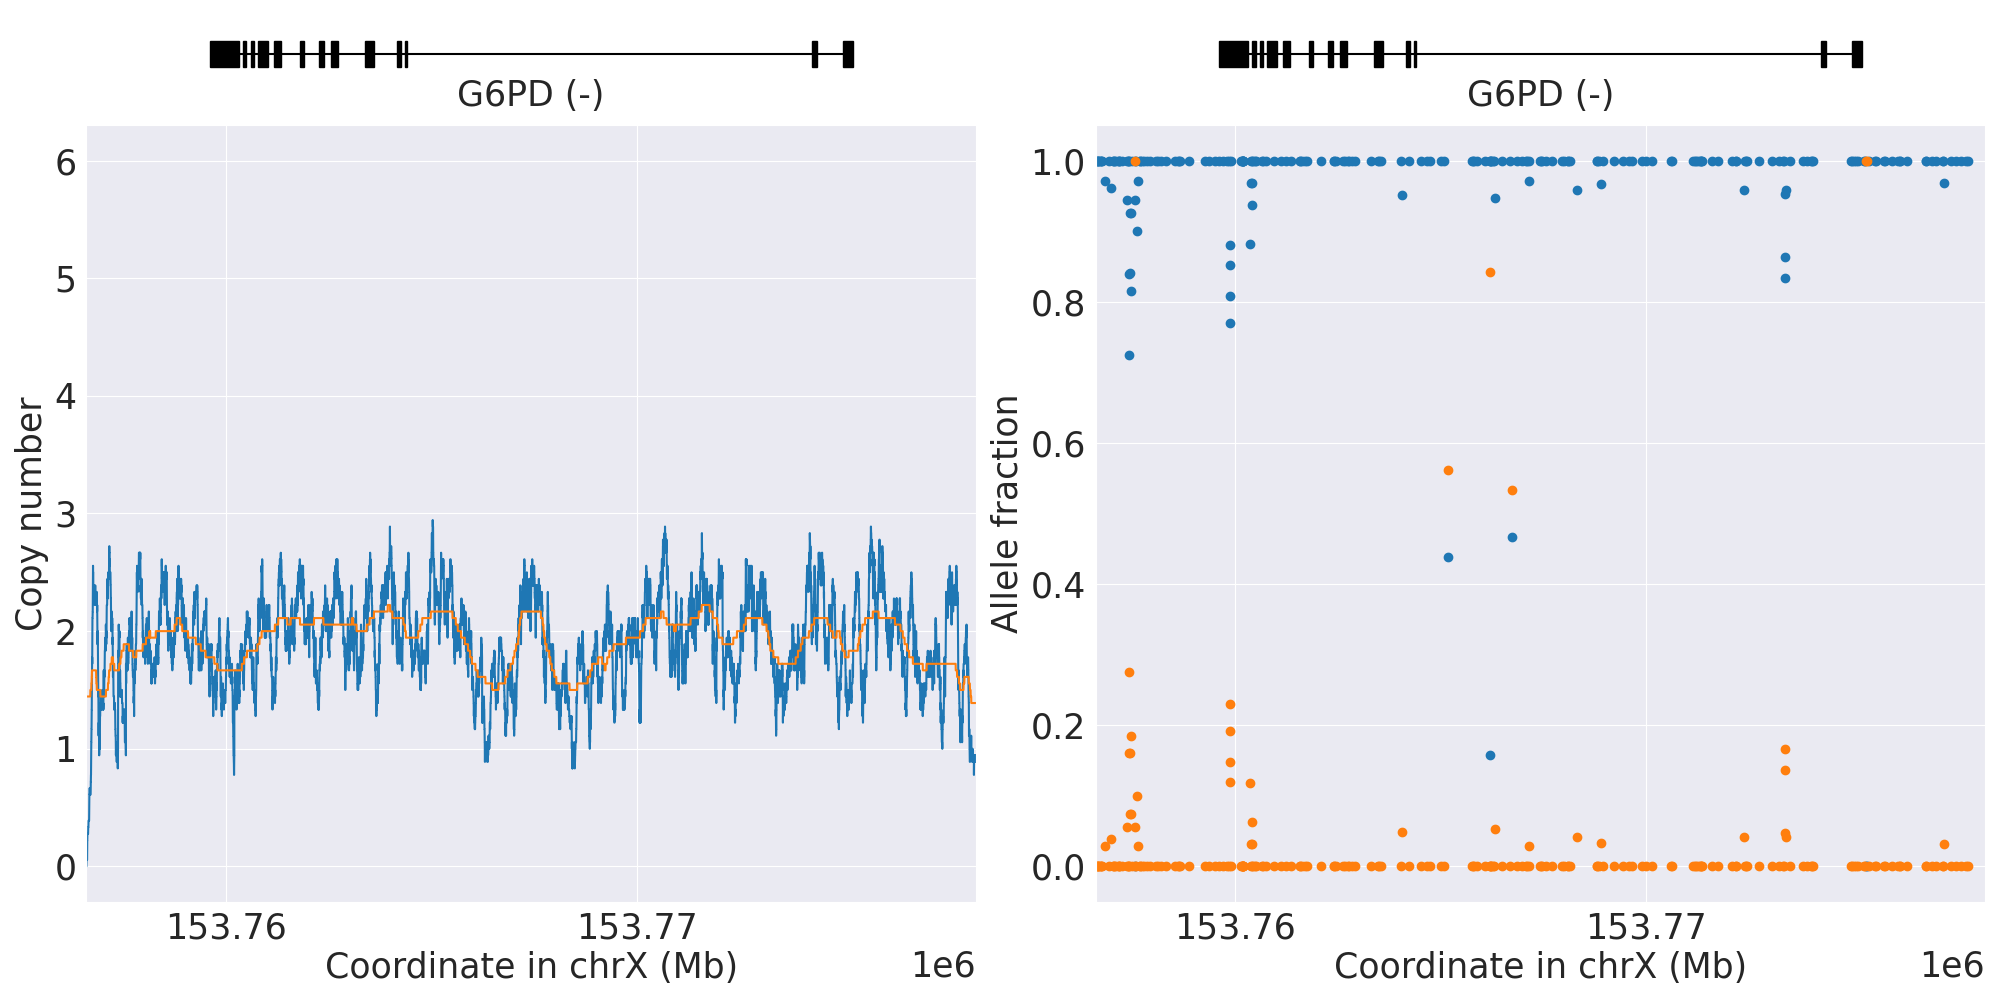 G6PD (-)
6
5
4
3
2
1
0
Copy number
153.76
153.77
Coordinate in chrX (Mb)
1e6
G6PD (-)
1.0
0.8
0.6
0.4
0.2
0.0
Allele fraction
153.76
153.77
Coordinate in chrX (Mb)
1e6